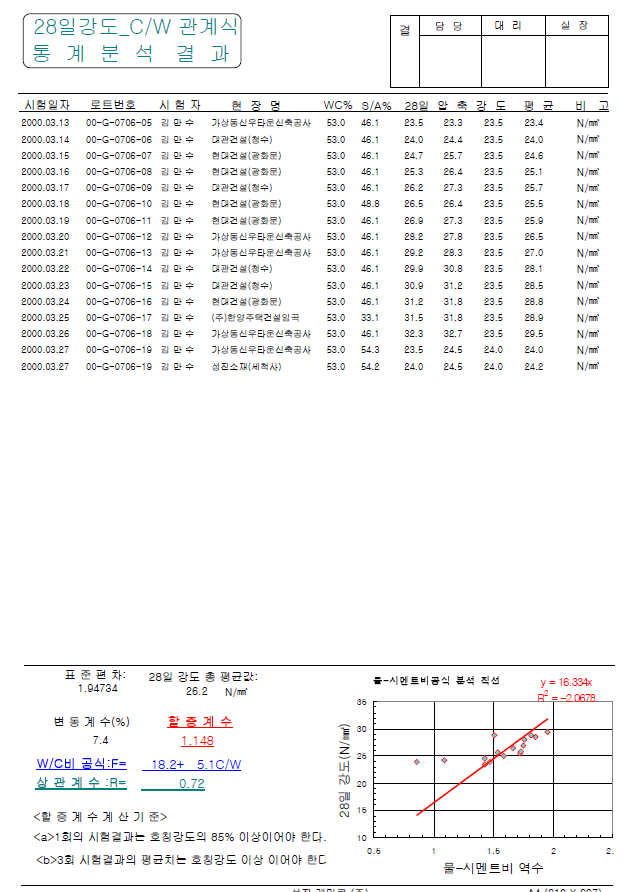 28일강도_C/W 관계식
통 계 분 석 결 과
결 담 당 대 리 실 장
시험일자 로트번호 시 험 자 현 장 명 WC% S/A% 28일 압 축 강 도 평 균 비 고
2000.03.13 00-G-0706-05 김 만 수 가상동신우타운신축공사 53.0 46.1 23.5 23.3 23.5 23.4 N/㎟
2000.03.14 00-G-0706-06 김 만 수 대관건설(청수) 53.0 46.1 24.0 24.4 23.5 24.0 N/㎟
2000.03.15 00-G-0706-07 김 만 수 현대건설(광화문) 53.0 46.1 24.7 25.7 23.5 24.6 N/㎟
2000.03.16 00-G-0706-08 김 만 수 현대건설(광화문) 53.0 46.1 25.3 26.4 23.5 25.1 N/㎟
2000.03.17 00-G-0706-09 김 만 수 대관건설(청수) 53.0 46.1 26.2 27.3 23.5 25.7 N/㎟
2000.03.18 00-G-0706-10 김 만 수 현대건설(광화문) 53.0 48.8 26.5 26.4 23.5 25.5 N/㎟
2000.03.19 00-G-0706-11 김 만 수 현대건설(광화문) 53.0 46.1 26.9 27.3 23.5 25.9 N/㎟
2000.03.20 00-G-0706-12 김 만 수 가상동신우타운신축공사 53.0 46.1 28.2 27.8 23.5 26.5 N/㎟
2000.03.21 00-G-0706-13 김 만 수 가상동신우타운신축공사 53.0 46.1 29.2 28.3 23.5 27.0 N/㎟
2000.03.22 00-G-0706-14 김 만 수 대관건설(청수) 53.0 46.1 29.9 30.8 23.5 28.1 N/㎟
2000.03.23 00-G-0706-15 김 만 수 대관건설(청수) 53.0 46.1 30.9 31.2 23.5 28.5 N/㎟
2000.03.24 00-G-0706-16 김 만 수 현대건설(광화문) 53.0 46.1 31.2 31.8 23.5 28.8 N/㎟
2000.03.25 00-G-0706-17 김 만 수 (주)한양주택건설임곡 53.0 33.1 31.5 31.8 23.5 28.9 N/㎟
2000.03.26 00-G-0706-18 김 만 수 가상동신우타운신축공사 53.0 46.1 32.3 32.7 23.5 29.5 N/㎟
2000.03.27 00-G-0706-19 김 만 수 가상동신우타운신축공사 53.0 54.3 23.5 24.5 24.0 24.0 N/㎟
2000.03.27 00-G-0706-19 김 만 수 성진소재(세척사) 53.0 54.2 24.0 24.5 24.0 24.2 N/㎟
표 준 편 차: 28일 강도 총 평균값:
1.94734 26.2 N/㎟
변 동 계 수(%) 할 증 계 수
7.4 1.148
W/C비 공식:F= 18.2+ 5.1C/W
상 관 계 수 :R= 0.72
<할 증 계 수 계 산 기 준>
<a>1회의 시험결과는 호칭강도의 85% 이상이어야 한다.
<b>3회 시험결과의 평균치는 호칭강도 이상 이어야 한다
물-시멘트비공식 분석 직선
y = 16.334x
R² = -2.0678
28일 강도(N/㎟)
35
30
25
20
15
10
0.5 1 1.5 2 2.
물-시멘트비 역수